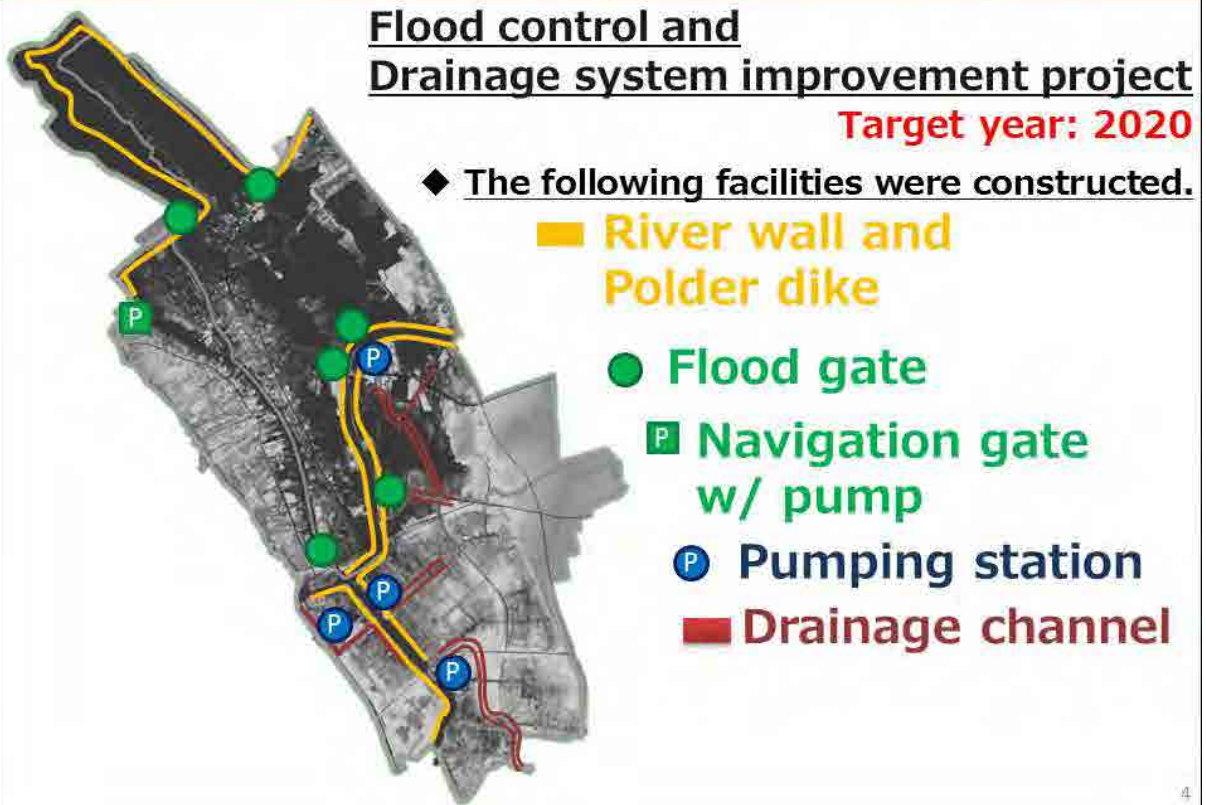 Flood control and
Drainage system improvement project
Target year: 2020
◆ The following facilities were constructed.
River wall and
Polder dike
Flood gate
P Navigation gate
w/ pump
P Pumping station
Drainage channel
P
P
P
P
P
4